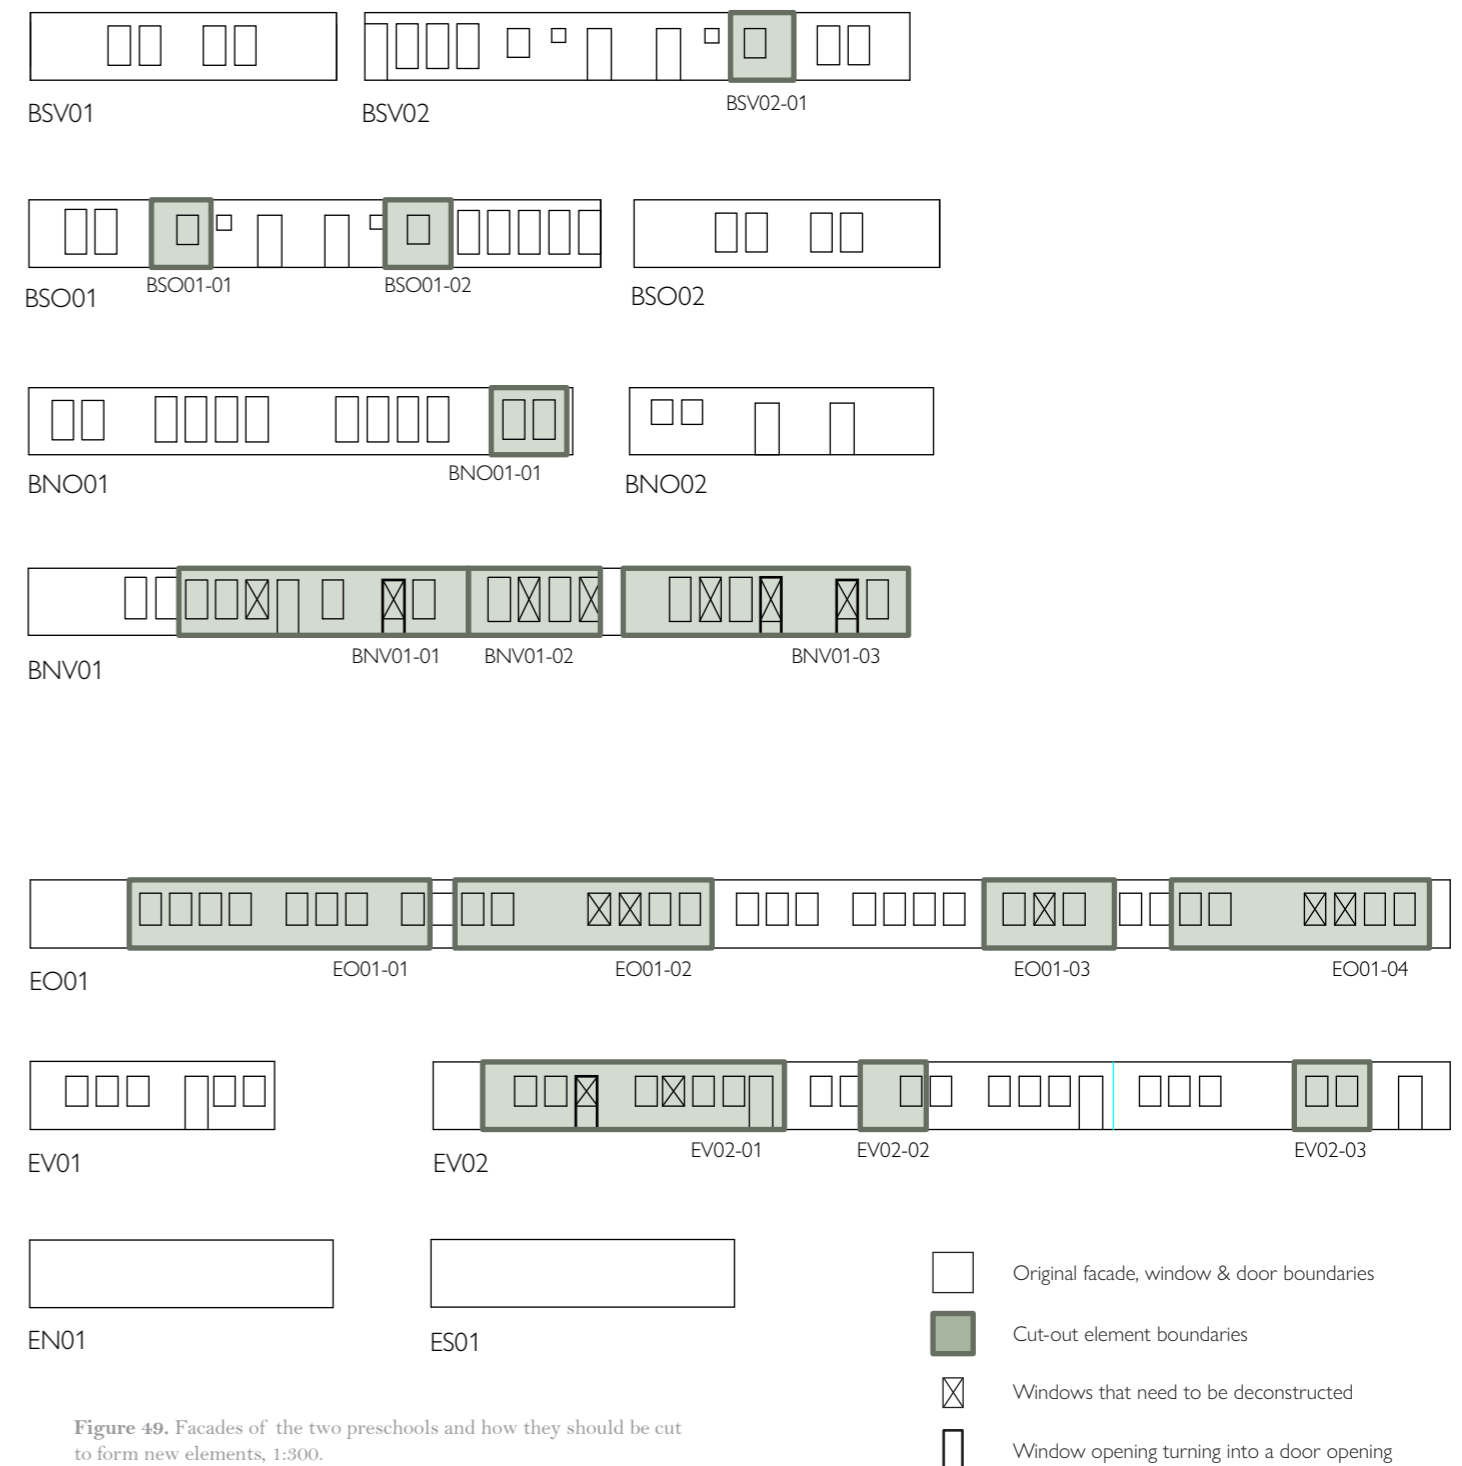 BSV01
BSV02
BSV02-01
BSO01
BSO01-01
BSO01-02
BSO02
BNO01
BNO01-01
BNO02
BNV01
BNV01-01
BNV01-02
BNV01-03
EO01
EO01-01
EO01-02
EO01-03
EO01-04
EV01
EV02
EV02-01
EV02-02
EV02-03
EN01
ES01
Original facade, window & door boundaries
Cut-out element boundaries
Windows that need to be deconstructed
Window opening turning into a door opening
Figure 49. Facades of the two preschools and how they should be cut
to form new elements, 1:300.